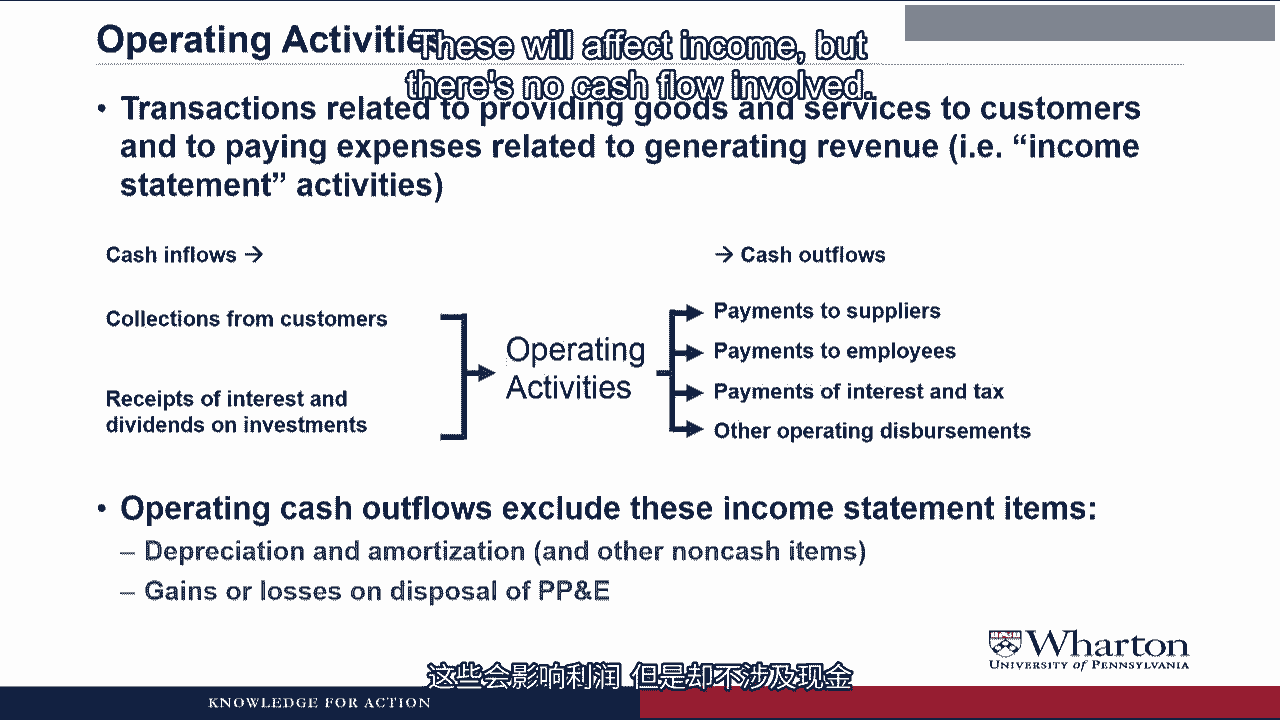 Operating Activities
These will affect income, but
there's no cash flow involved.
• Transactions related to providing goods and services to customers
and to paying expenses related to generating revenue (i.e. “income
statement” activities)
Cash inflows →
→ Cash outflows
Collections from customers
Receipts of interest and
dividends on investments
Operating
Activities
Payments to suppliers
Payments to employees
Payments of interest and tax
Other operating disbursements
• Operating cash outflows exclude these income statement items:
– Depreciation and amortization (and other noncash items)
– Gains or losses on disposal of PP&E
Wharton
UNIVERSITY of PENNSYLVANIA
这些会影响利润 但是却不涉及现金
KNOWLEDGE FOR ACTION